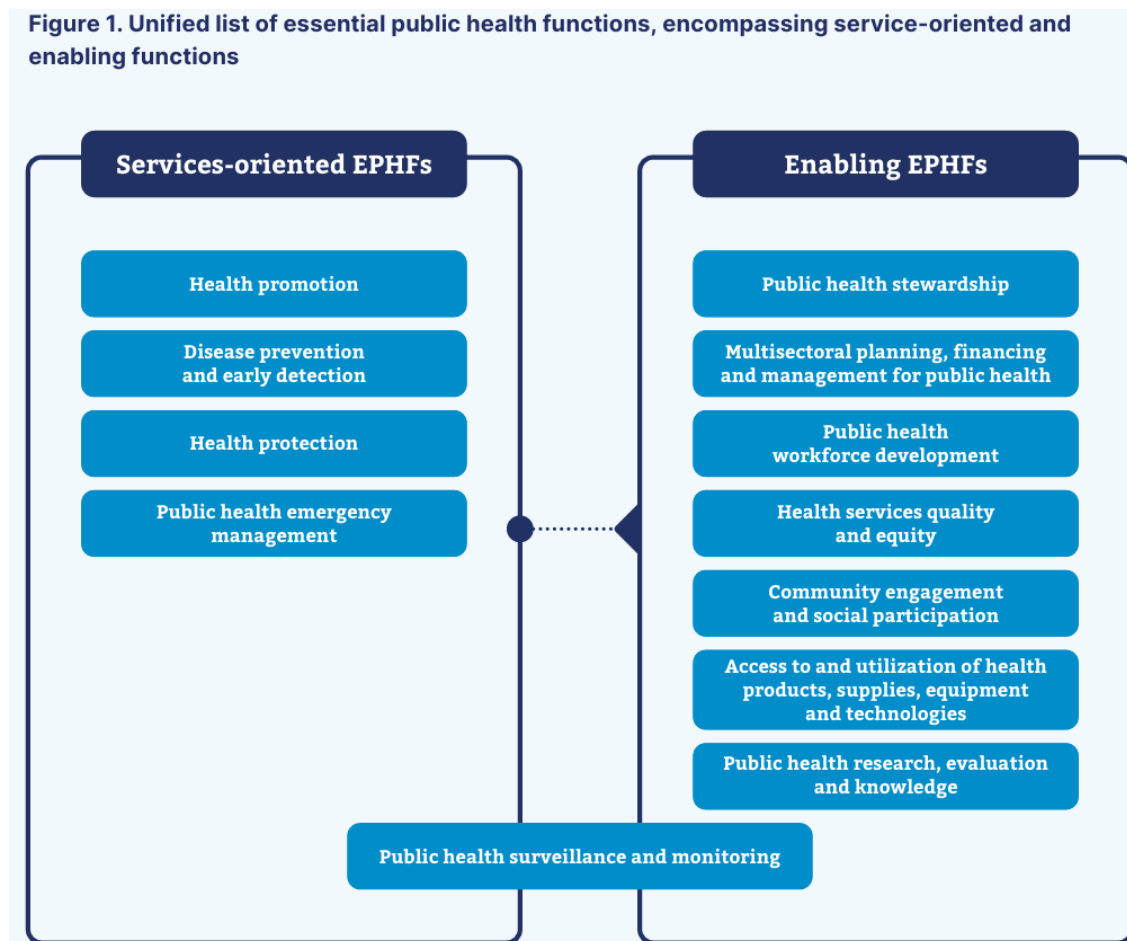 Figure 1. Unified list of essential public health functions, encompassing service-oriented and
enabling functions
Services-oriented EPHFs
Health promotion
Disease prevention
and early detection
Health protection
Public health emergency
management
Enabling EPHFs
Public health stewardship
Multisectoral planning, financing
and management for public health
Public health
workforce development
Health services quality
and equity
Community engagement
and social participation
Access to and utilization of health
products, supplies, equipment
and technologies
Public health research, evaluation
and knowledge
Public health surveillance and monitoring